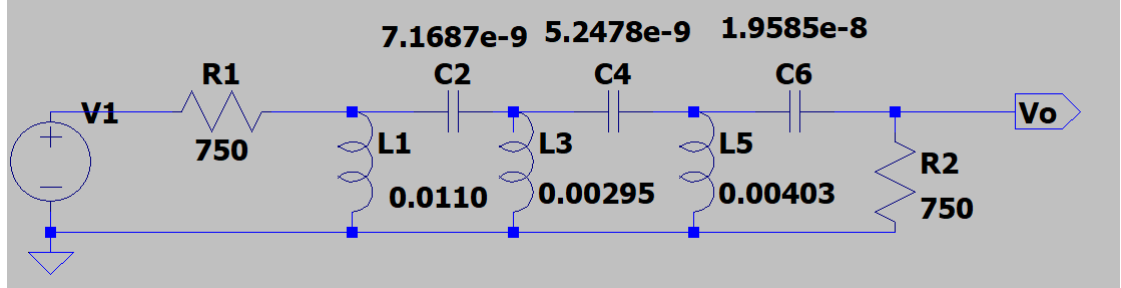 7.1687e-9 5.2478e-9 1.9585e-8
R1 C2 C4 C6
V1 Vo
L1 L3 L5 R2
750 0.0110 0.00295 0.00403 750